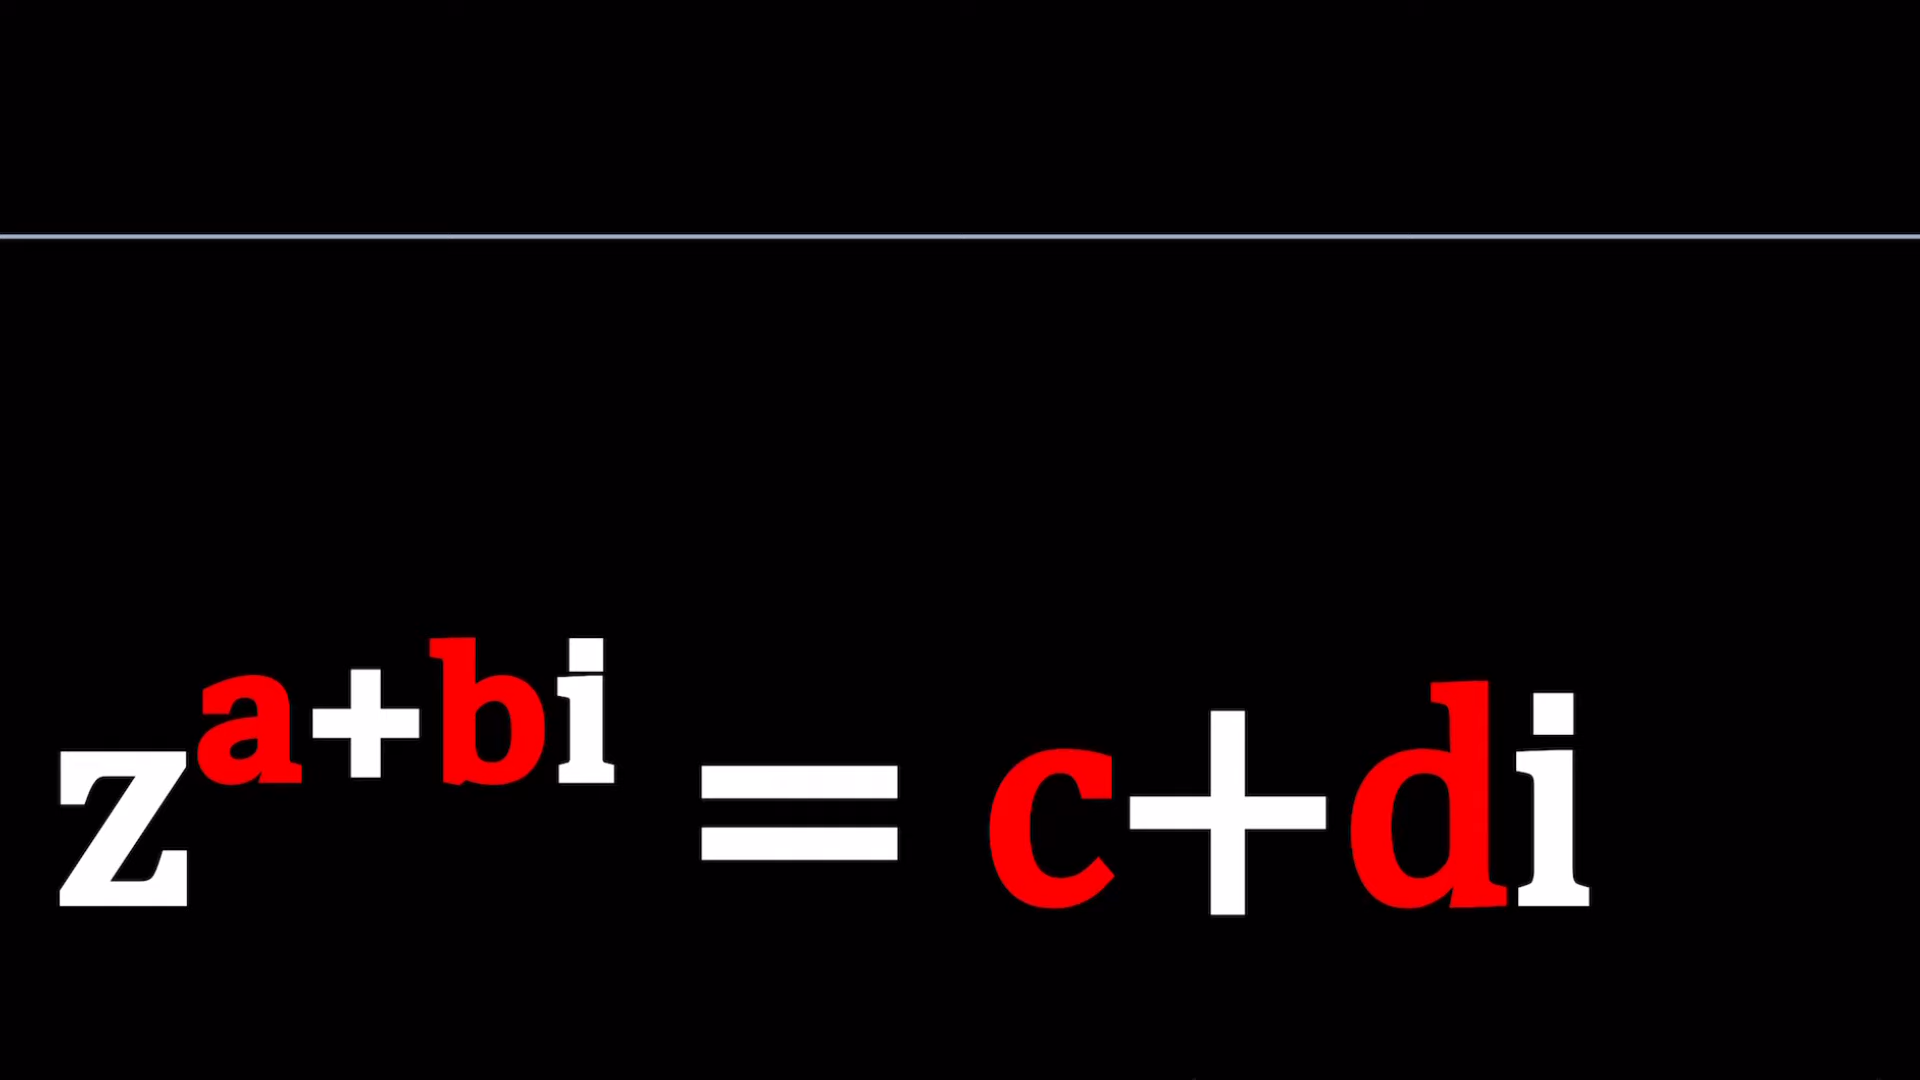 z^{a+bi} = c+di